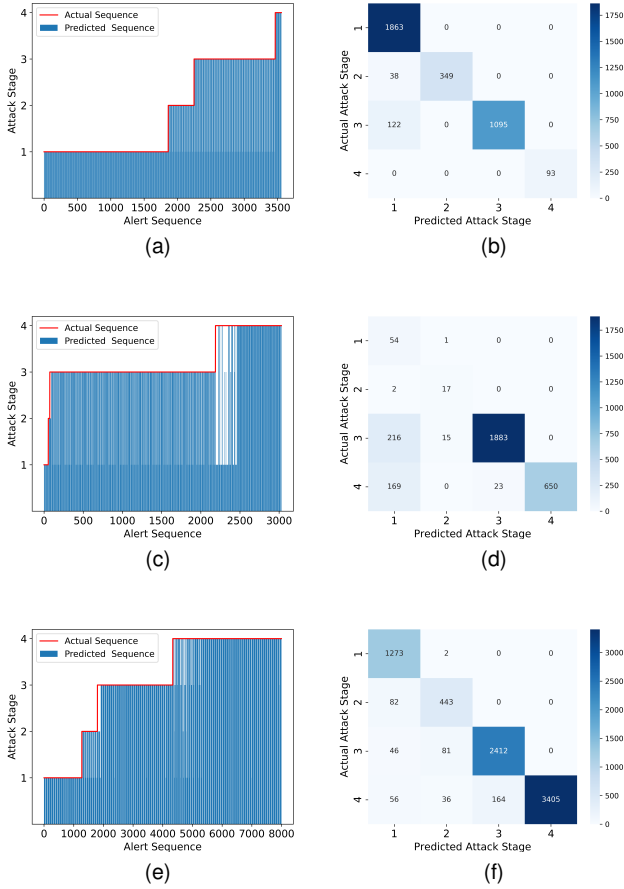 4
3
2
1
Attack Stage
Actual Sequence
Predicted  Sequence
0 500 1000 1500 2000 2500 3000 3500
Alert Sequence
(a)
1
2
3
4
Actual Attack Stage
1863 0 0 0
38 349 0 0
122 0 1095 0
0 0 0 93
1 2 3 4
Predicted Attack Stage
1750
1500
1250
1000
750
500
250
0
(b)
4
3
2
1
Attack Stage
Actual Sequence
Predicted  Sequence
0 500 1000 1500 2000 2500 3000
Alert Sequence
(c)
1
2
3
4
Actual Attack Stage
54 1 0 0
2 17 0 0
216 15 1883 0
169 0 23 650
1 2 3 4
Predicted Attack Stage
1750
1500
1250
1000
750
500
250
0
(d)
4
3
2
1
Attack Stage
Actual Sequence
Predicted  Sequence
0 1000 2000 3000 4000 5000 6000 7000 8000
Alert Sequence
(e)
1
2
3
4
Actual Attack Stage
1273 2 0 0
82 443 0 0
46 81 2412 0
56 36 164 3405
1 2 3 4
Predicted Attack Stage
3000
2500
2000
1500
1000
500
0
(f)